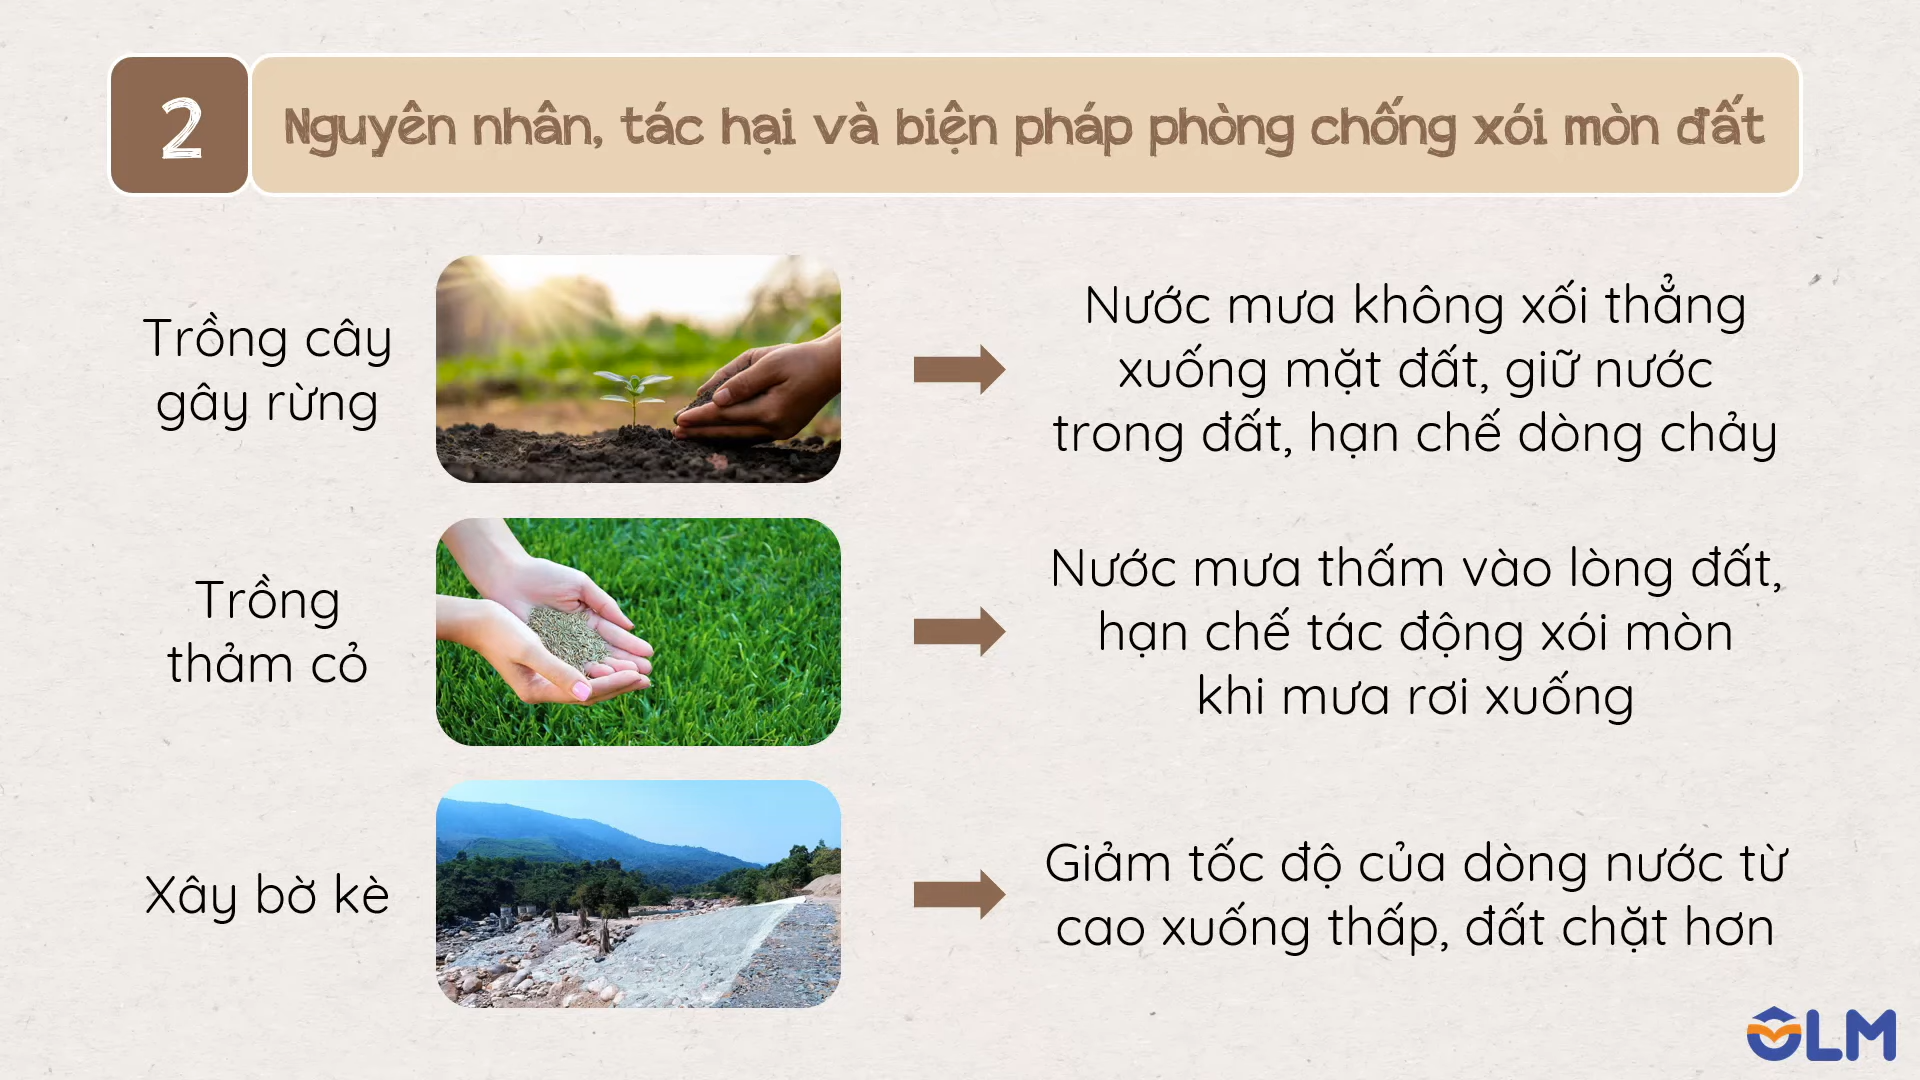 2
Nguyên nhân, tác hại và biện pháp phòng chống xói mòn đất
Trồng cây
gây rừng
Nước mưa không xối thẳng
xuống mặt đất, giữ nước
trong đất, hạn chế dòng chảy
Trồng
thảm cỏ
Nước mưa thấm vào lòng đất,
hạn chế tác động xói mòn
khi mưa rơi xuống
Xây bờ kè
Giảm tốc độ của dòng nước từ
cao xuống thấp, đất chặt hơn
OLM